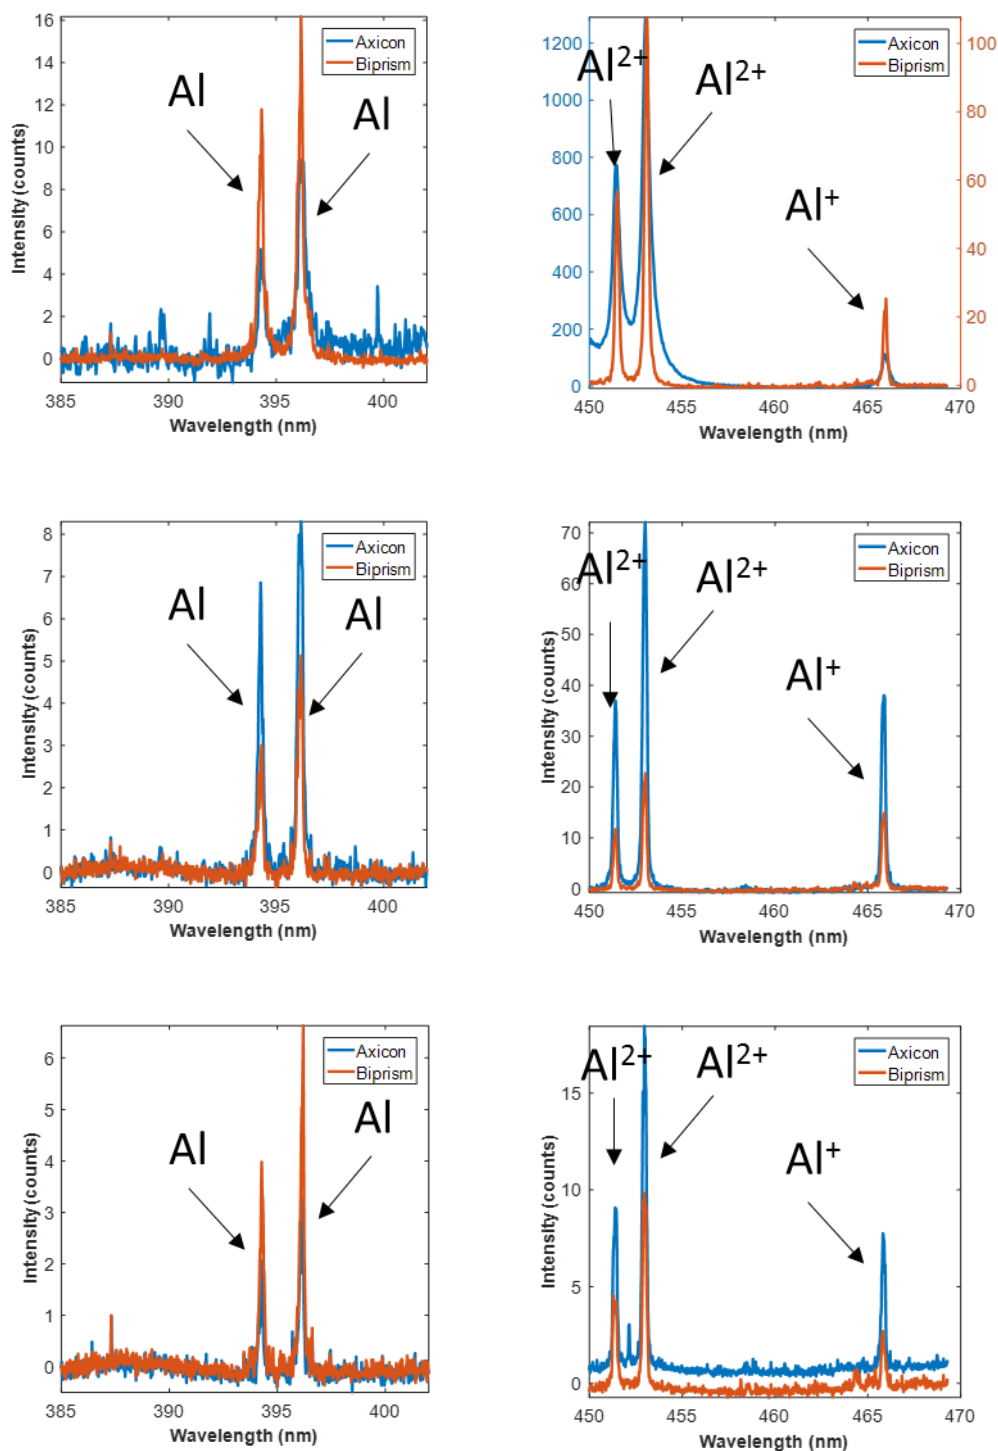 16
14
12
10
8
6
4
2
0
Intensity (counts)
Axicon
Biprism
Al
Al
385
390
395
400
Wavelength (nm)
1200
1000
800
600
400
200
0
100
80
60
40
20
0
Axicon
Biprism
Al2+
Al2+
Al+
450
455
460
465
470
Wavelength (nm)
8
7
6
5
4
3
2
1
0
Intensity (counts)
Axicon
Biprism
Al
Al
385
390
395
400
Wavelength (nm)
70
60
50
40
30
20
10
0
Intensity (counts)
Axicon
Biprism
Al2+
Al2+
Al+
450
455
460
465
470
Wavelength (nm)
6
5
4
3
2
1
0
Intensity (counts)
Axicon
Biprism
Al
Al
385
390
395
400
Wavelength (nm)
15
10
5
0
Intensity (counts)
Axicon
Biprism
Al2+
Al2+
Al+
450
455
460
465
470
Wavelength (nm)